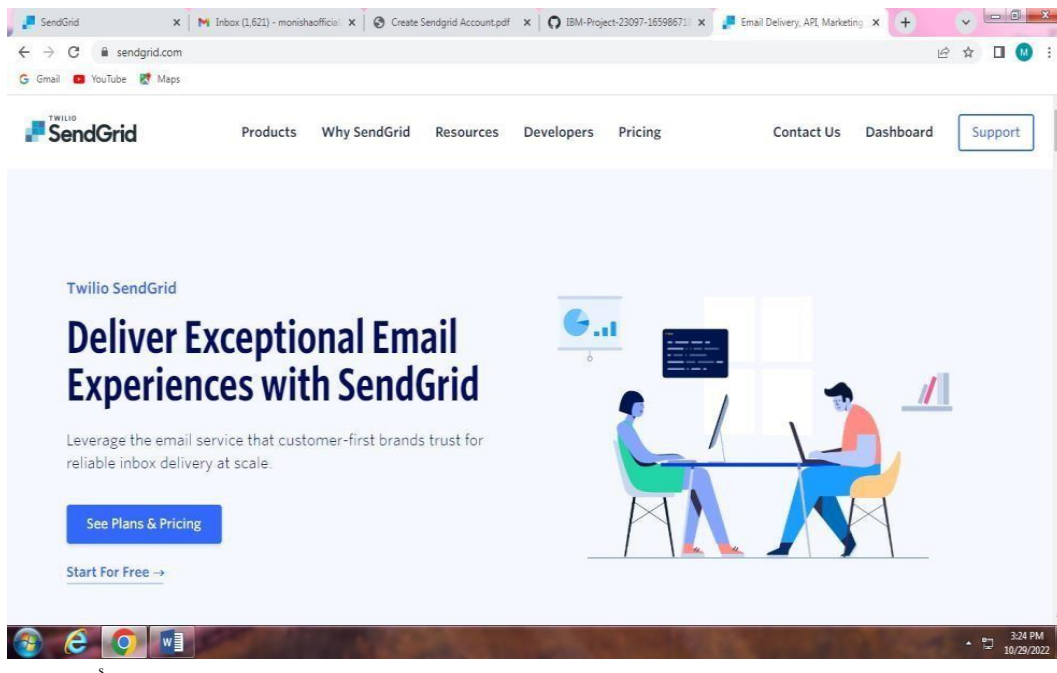 SendGrid
Inbox (1,621) - monishaofficial
Create Sendgrid Account.pdf
IBM-Project-23097-1659867
Email Delivery, API, Marketing
sendgrid.com
M
Gmail YouTube Maps
TWILIO
SendGrid
Products Why SendGrid Resources Developers Pricing Contact Us Dashboard Support
Twilio SendGrid
Deliver Exceptional Email
Experiences with SendGrid
Leverage the email service that customer-first brands trust for
reliable inbox delivery at scale.
See Plans & Pricing
Start For Free →
3:24 PM
10/29/2022
s